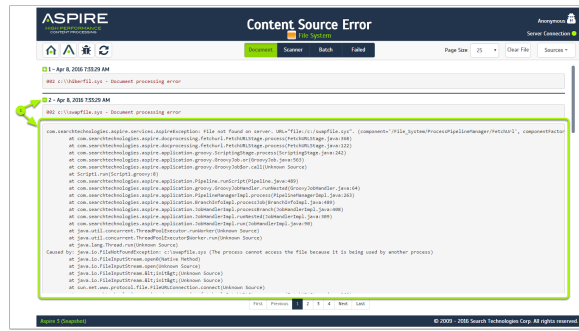 ASPIRE
HIGH PERFORMANCE
CONTENT PROCESSING
Content Source Error
File System
Anonymous
Server Connection
Document
Scanner
Batch
Failed
Page Size: 25
Clear File
Sources
1 - Apr 8, 2016 7:33:29 AM
002 c:\\hiberfil.sys - Document processing error
2 - Apr 8, 2016 7:33:29 AM
002 c:\\swapfile.sys - Document processing error
com.searchtechnologies.aspire.services.AspireException: File not found on server. URL="file:/c:/swapfile.sys". (component='/File_System/ProcessPipelineManager/FetchUrl', componentFactor
at com.searchtechnologies.aspire.docprocessing.fetchurl.FetchURLStage.process(FetchURLStage.java:368)
at com.searchtechnologies.aspire.docprocessing.fetchurl.FetchURLStage.process(FetchURLStage.java:122)
at com.searchtechnologies.aspire.application.groovy.ScriptingStage.process(ScriptingStage.java:242)
at com.searchtechnologies.aspire.application.groovy.GroovyJob.or(GroovyJob.java:563)
at com.searchtechnologies.aspire.application.groovy.GroovyJob$or.call(Unknown Source)
at Script1.run(Script1.groovy:8)
at com.searchtechnologies.aspire.application.Pipeline.runScript(Pipeline.java:409)
at com.searchtechnologies.aspire.application.groovy.GroovyJobHandler.runNested(GroovyJobHandler.java:64)
at com.searchtechnologies.aspire.application.PipelineManagerImpl.process(PipelineManagerImpl.java:263)
at com.searchtechnologies.aspire.application.BranchInfoImpl.processJob(BranchInfoImpl.java:409)
at com.searchtechnologies.aspire.application.JobHandlerImpl.processBranch(JobHandlerImpl.java:408)
at com.searchtechnologies.aspire.application.JobHandlerImpl.runNested(JobHandlerImpl.java:309)
at com.searchtechnologies.aspire.application.JobHandlerImpl.run(JobHandlerImpl.java:90)
at java.util.concurrent.ThreadPoolExecutor.runWorker(Unknown Source)
at java.util.concurrent.ThreadPoolExecutor$Worker.run(Unknown Source)
at java.lang.Thread.run(Unknown Source)
Caused by: java.io.FileNotFoundException: c:\swapfile.sys (The process cannot access the file because it is being used by another process)
at java.io.FileInputStream.open0(Native Method)
at java.io.FileInputStream.open(Unknown Source)
at java.io.FileInputStream.&lt;init&gt;(Unknown Source)
at java.io.FileInputStream.&lt;init&gt;(Unknown Source)
at sun.net.www.protocol.file.FileURLConnection.connect(Unknown Source)
First Previous 1 2 3 4 Next Last
Aspire 3 (Snapshot)
© 2009 - 2016 Search Technologies Corp. All rights reserved.